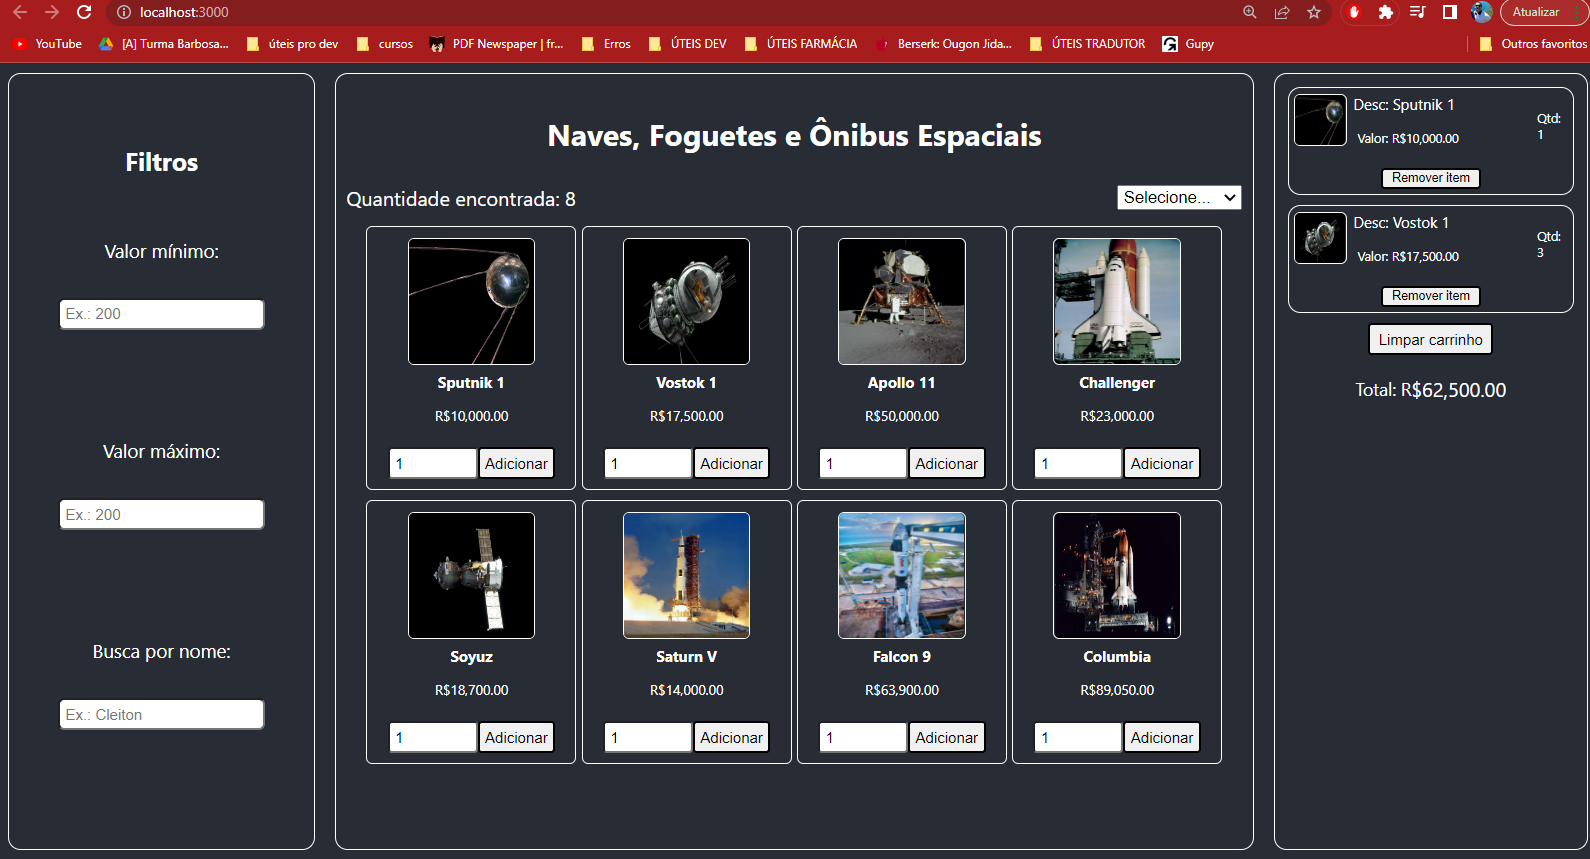 localhost:3000
Atualizar
YouTube
[A] Turma Barbosa...
úteis pro dev
cursos
PDF Newspaper | fr...
Erros
ÚTEIS DEV
ÚTEIS FARMÁCIA
Berserk: Ougon Jida...
ÚTEIS TRADUTOR
Gupy
Outros favoritos
Filtros
Valor mínimo:
Ex.: 200
Valor máximo:
Ex.: 200
Busca por nome:
Ex.: Cleiton
Naves, Foguetes e Ônibus Espaciais
Quantidade encontrada: 8
Selecione...
Sputnik 1
R$10,000.00
1 Adicionar
Vostok 1
R$17,500.00
1 Adicionar
Apollo 11
R$50,000.00
1 Adicionar
Challenger
R$23,000.00
1 Adicionar
Soyuz
R$18,700.00
1 Adicionar
Saturn V
R$14,000.00
1 Adicionar
Falcon 9
R$63,900.00
1 Adicionar
Columbia
R$89,050.00
1 Adicionar
Desc: Sputnik 1
Valor: R$10,000.00
Qtd:
1
Remover item
Desc: Vostok 1
Valor: R$17,500.00
Qtd:
3
Remover item
Limpar carrinho
Total: R$62,500.00